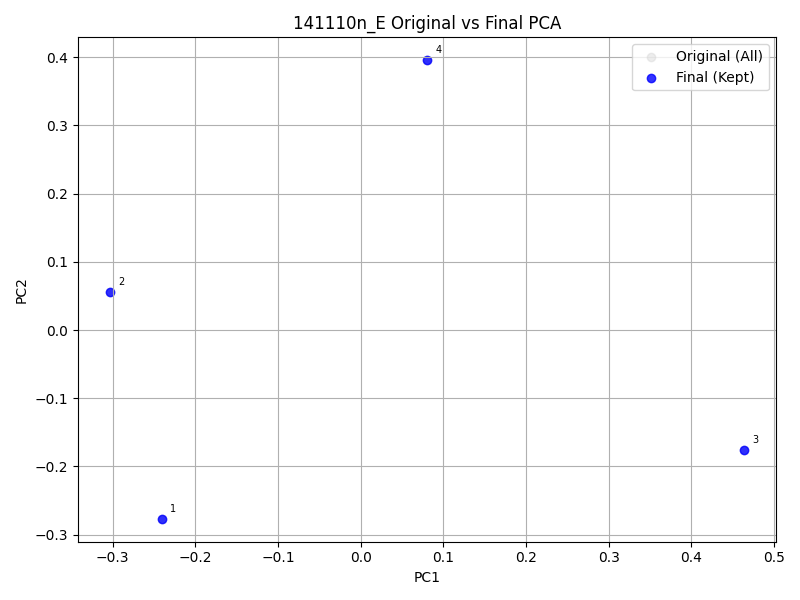 141110n_E Original vs Final PCA
Original (All)
Final (Kept)
4
2
3
1
0.4
0.3
0.2
0.1
0.0
−0.1
−0.2
−0.3
PC2
−0.3 −0.2 −0.1 0.0 0.1 0.2 0.3 0.4 0.5
PC1